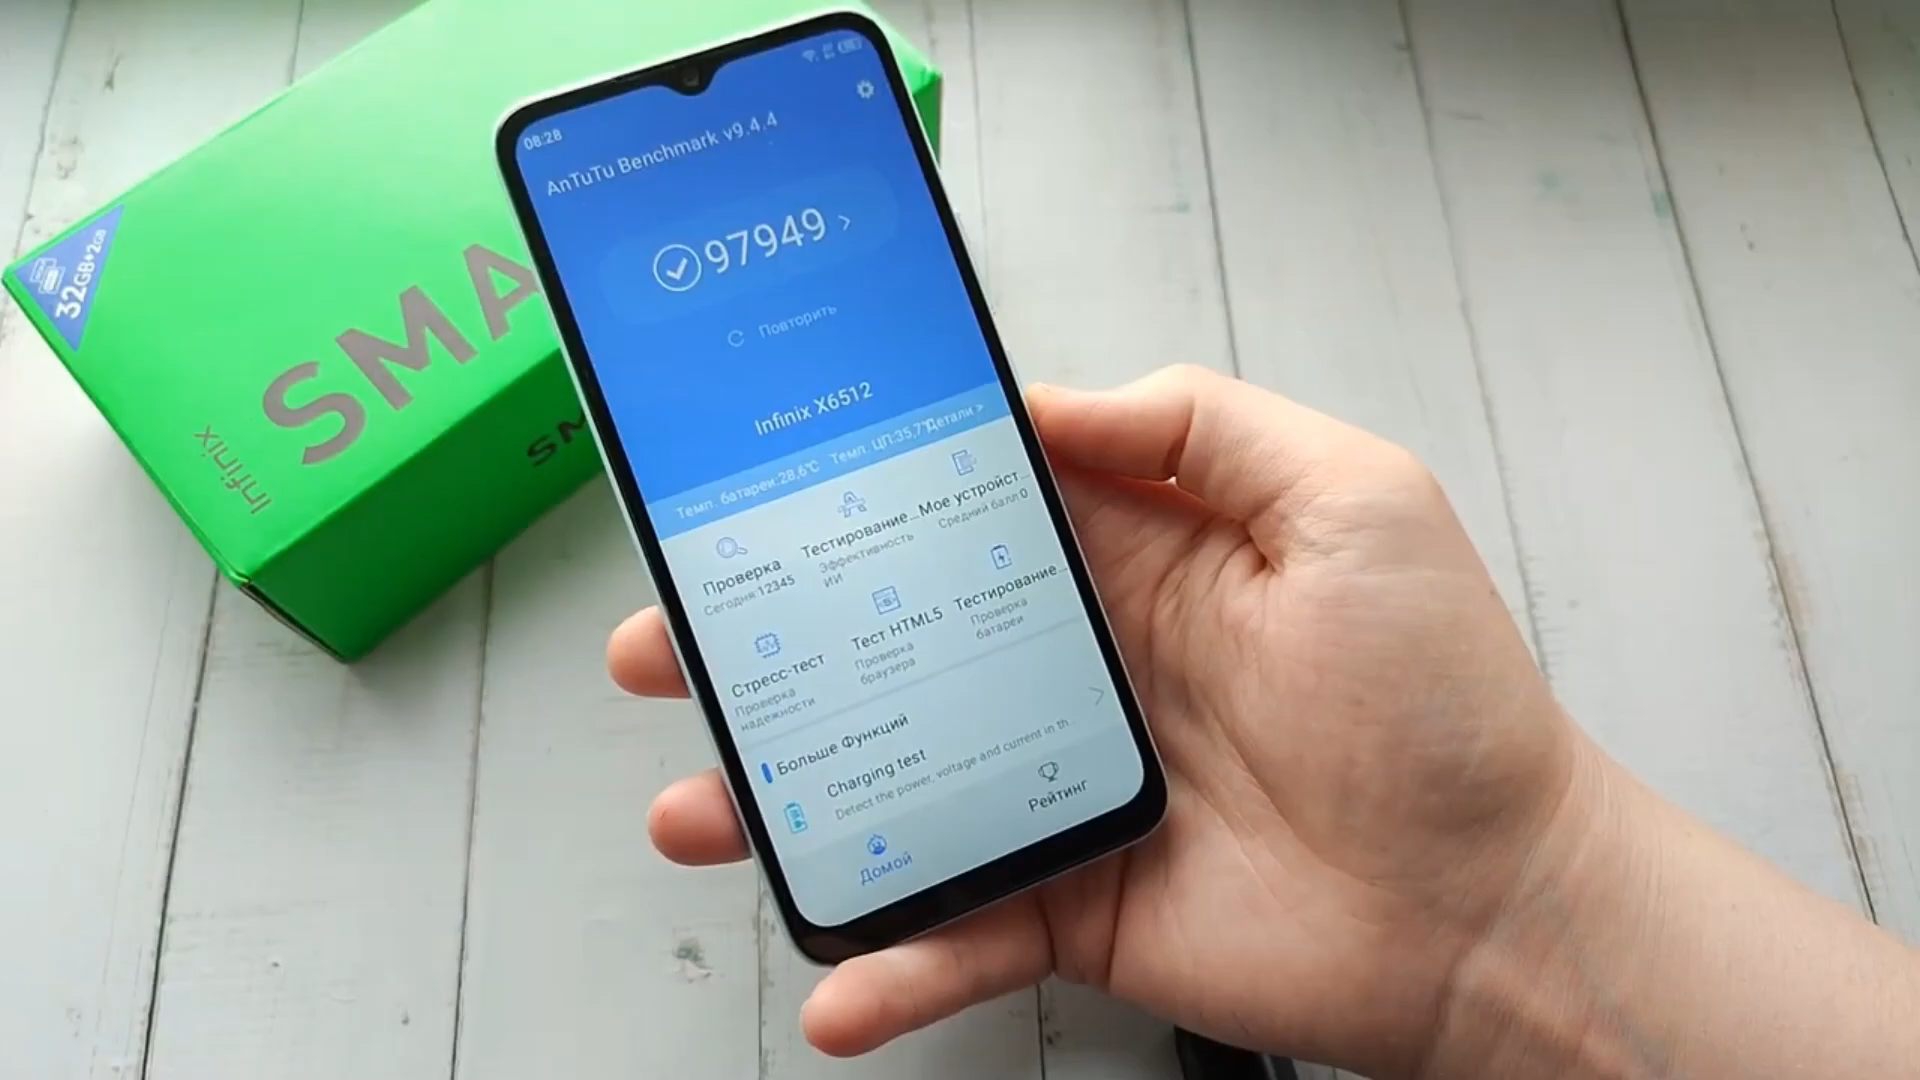 32GB+2GB
Infinix
SMA
SM
08:28
AnTuTu Benchmark v9.4.4
97949 >
Повторить
Infinix X6512
Темп. батареи:28,6℃ Темп. ЦП:35,7℃ Детали >
Проверка
Сегодня 12345
Тестирование...
Эффективность
ИИ
Мое устройст...
Средний балл 0
Стресс-тест
Проверка
надежности
Тест HTML5
Проверка
браузера
Тестирование...
Проверка
батареи
Больше Функций
Charging test
Detect the power, voltage and current in th...
Домой
Рейтинг